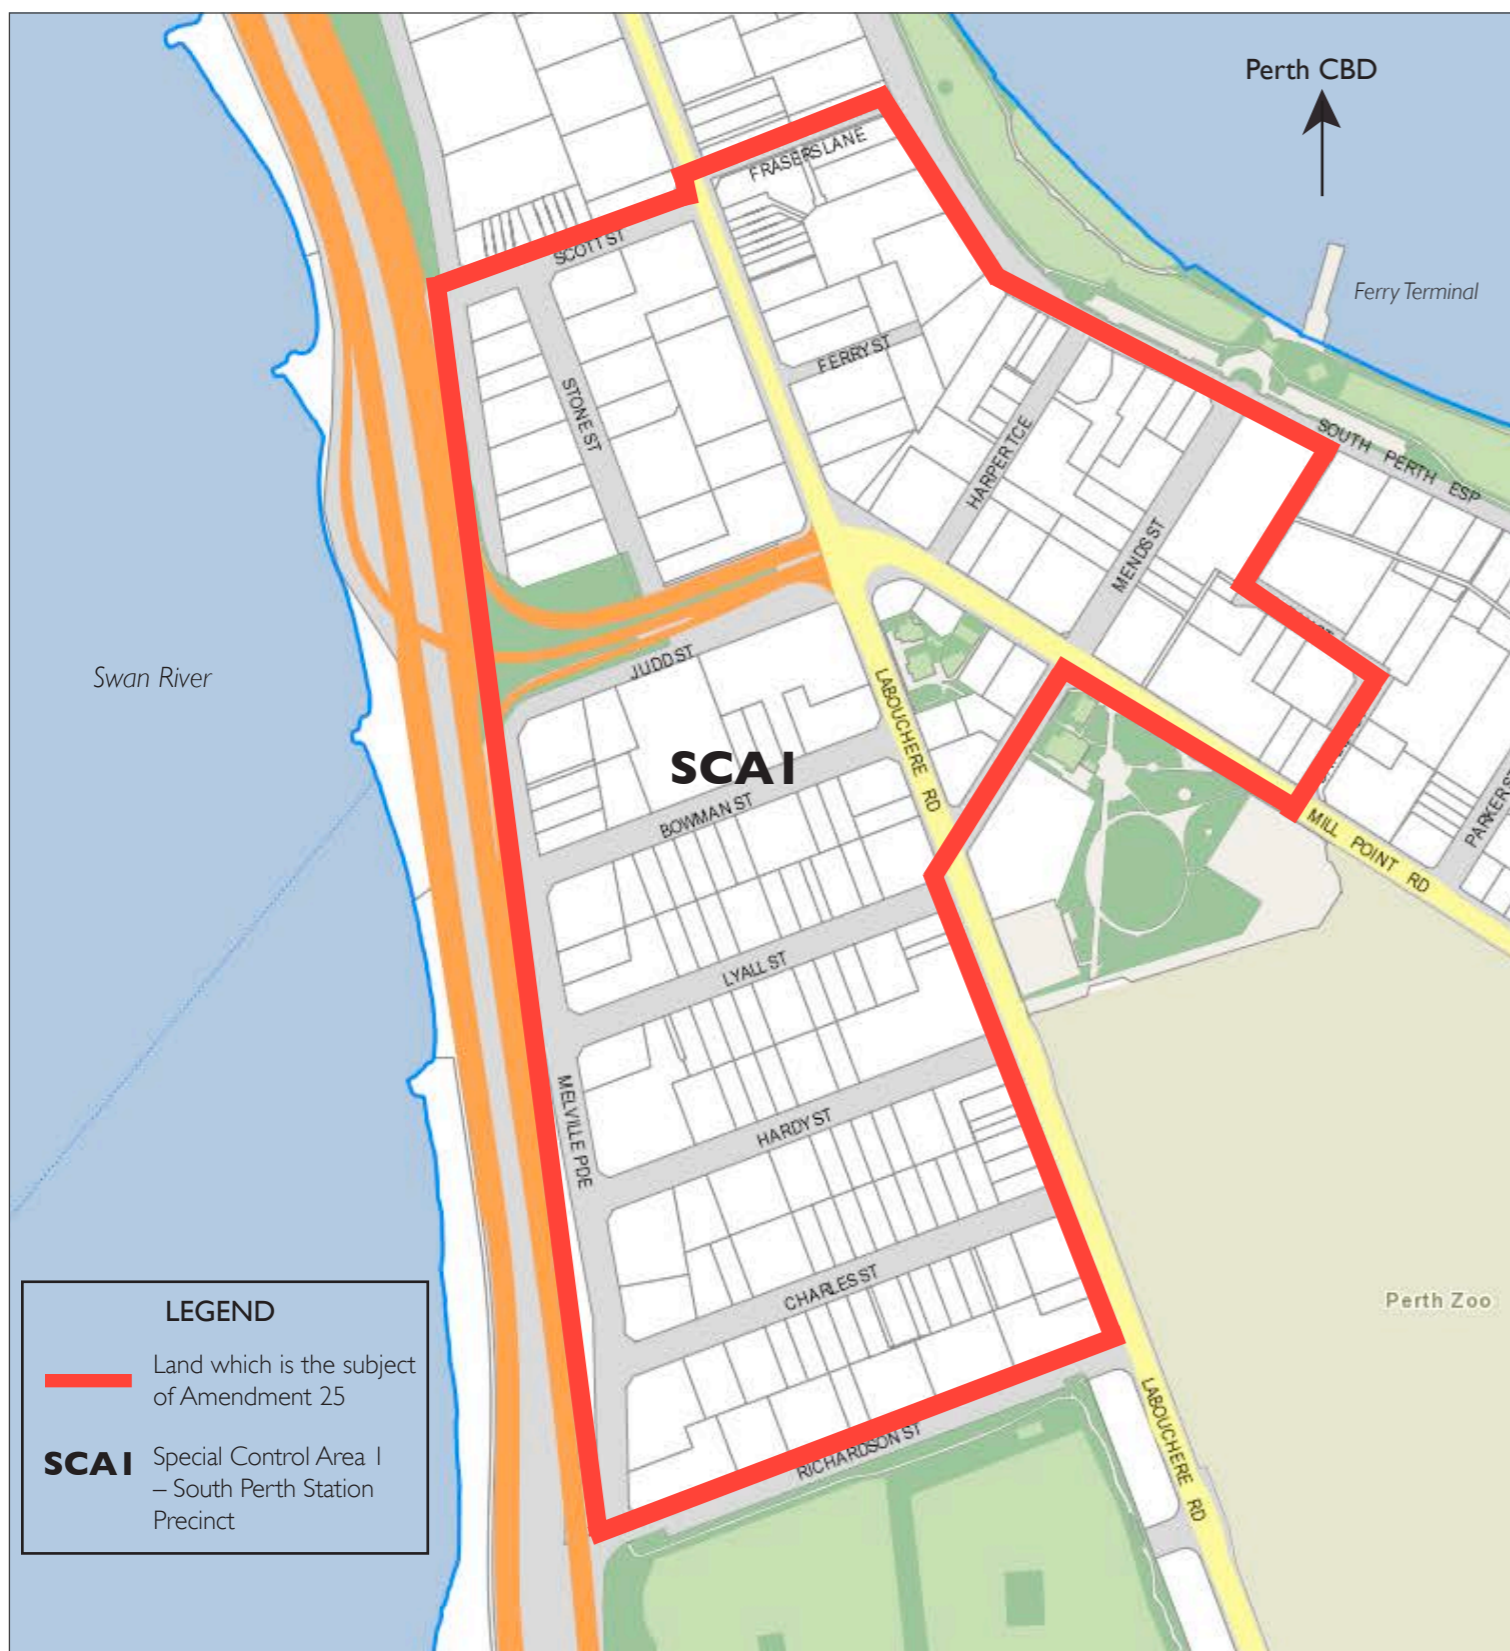 Perth CBD
FRASERS LANE
SCOTT ST
Ferry Terminal
FERRY ST
STONE ST
SOUTH PERTH ESP
HARPER TCE
MENDS ST
JUDD ST
Swan River
LABOUCHERE RD
SCA1
BOWMAN ST
PARKER ST
MILL POINT RD
LYALL ST
MELVILLE PDE
HARDY ST
CHARLES ST
Perth Zoo
LABOUCHERE RD
RICHARDSON ST
LEGEND
Land which is the subject
of Amendment 25
SCA1 Special Control Area 1
– South Perth Station
Precinct